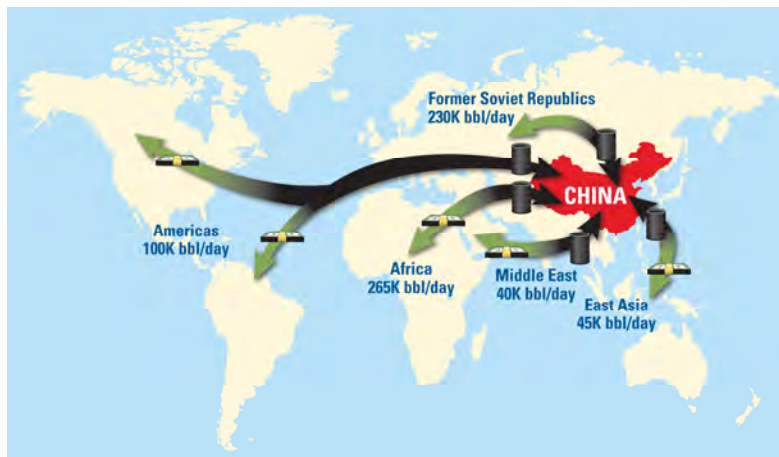 Former Soviet Republics
230K bbl/day
CHINA
Americas
100K bbl/day
Africa
265K bbl/day
Middle East
40K bbl/day
East Asia
45K bbl/day